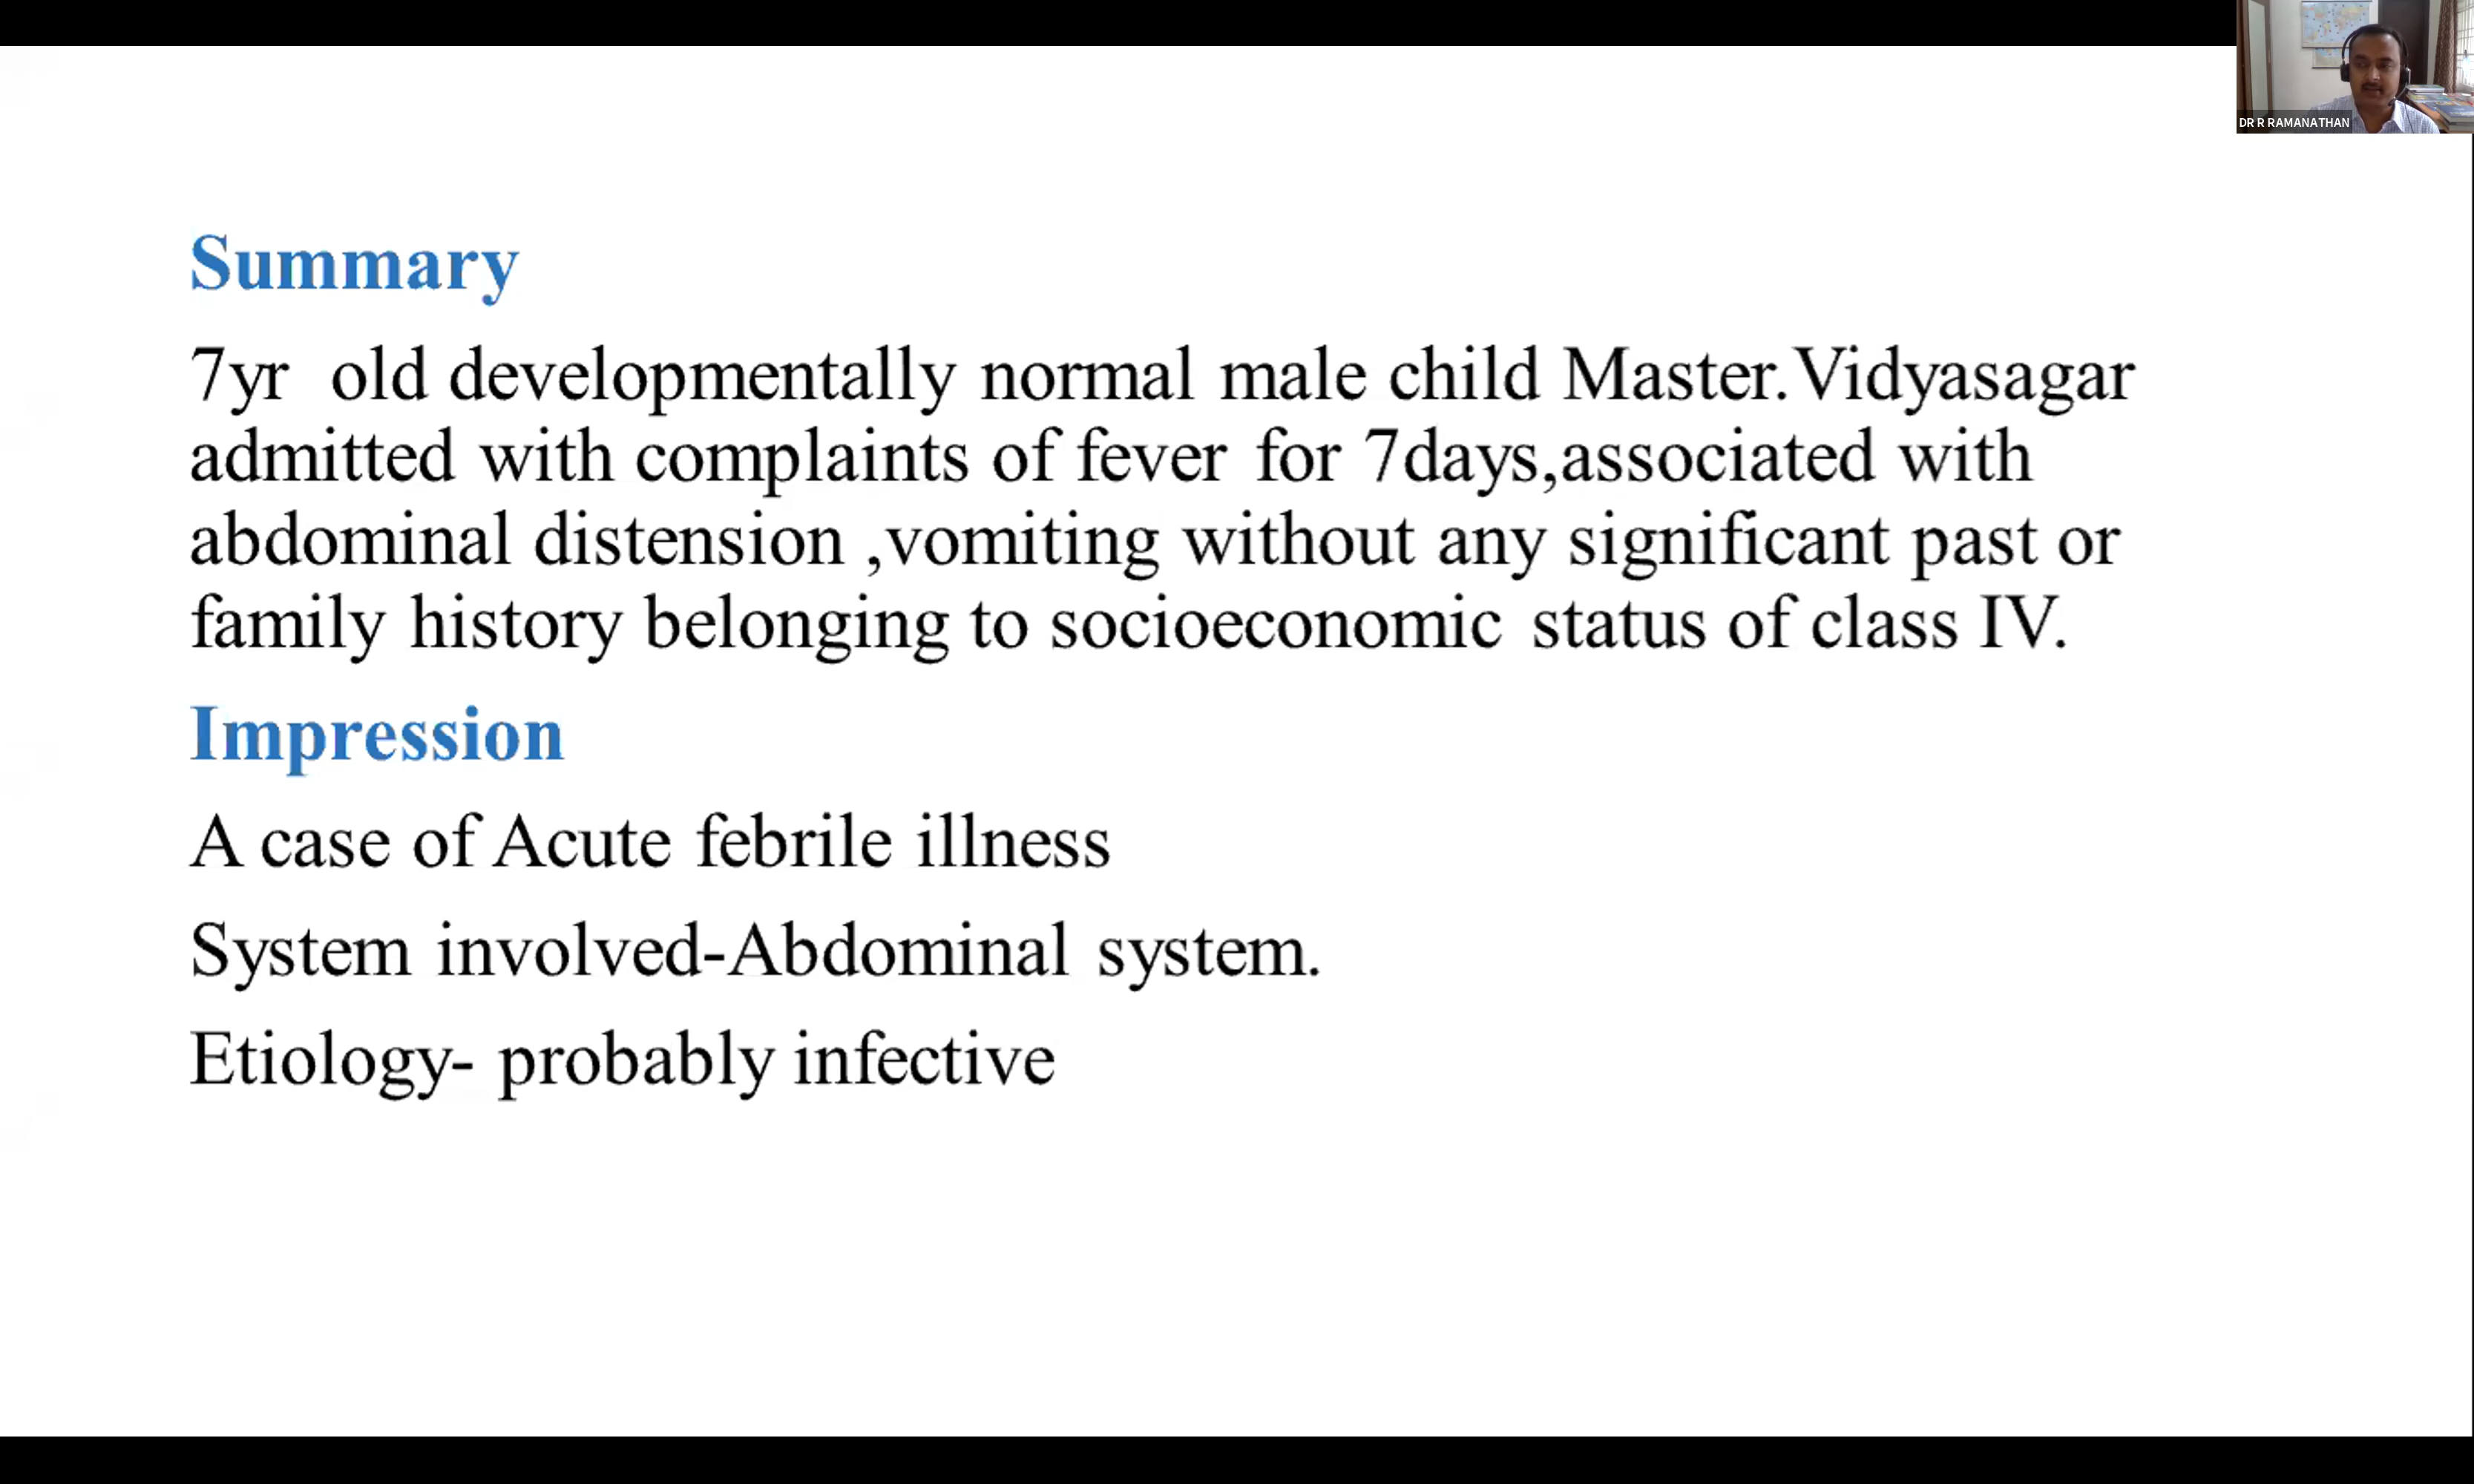 DR R RAMANATHAN
Summary
7yr old developmentally normal male child Master.Vidyasagar
admitted with complaints of fever for 7days,associated with
abdominal distension ,vomiting without any significant past or
family history belonging to socioeconomic status of class IV.
Impression
A case of Acute febrile illness
System involved-Abdominal system.
Etiology- probably infective